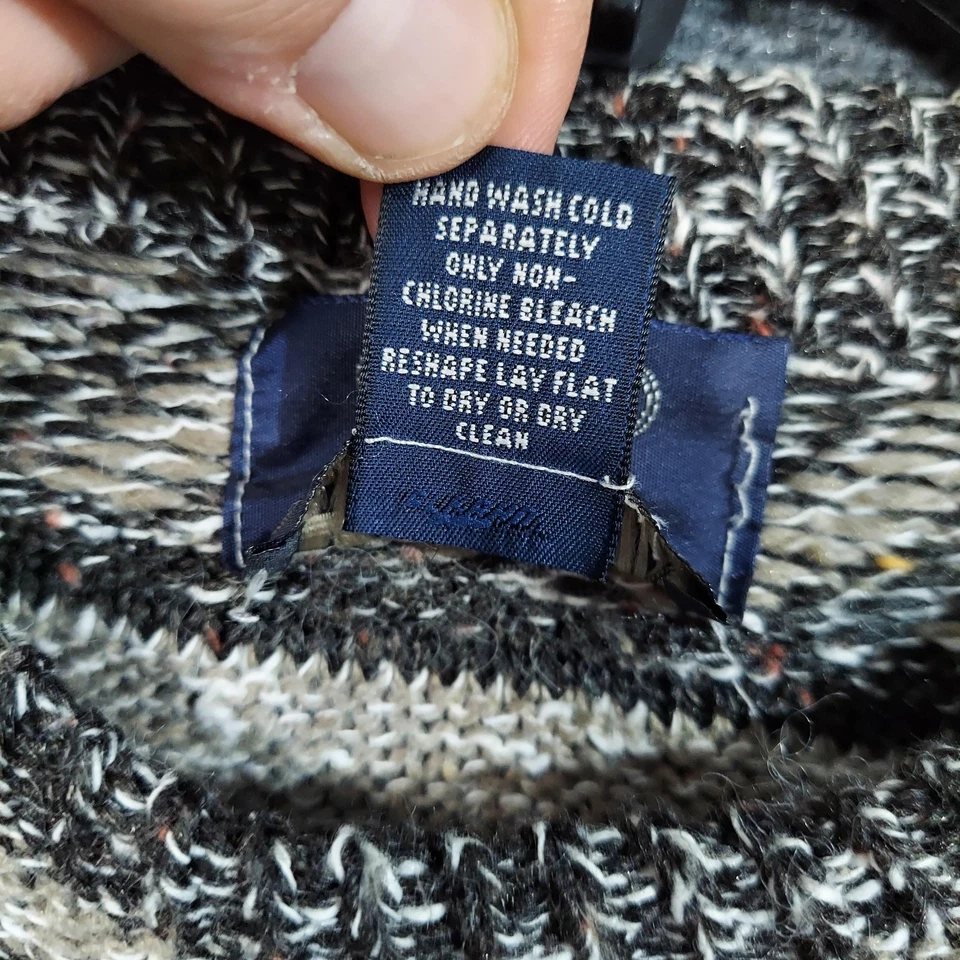 HAND WASH COLD
SEPARATELY
ONLY NON-
CHLORINE BLEACH
WHEN NEEDED
RESHAPE LAY FLAT
TO DRY OR DRY
CLEAN